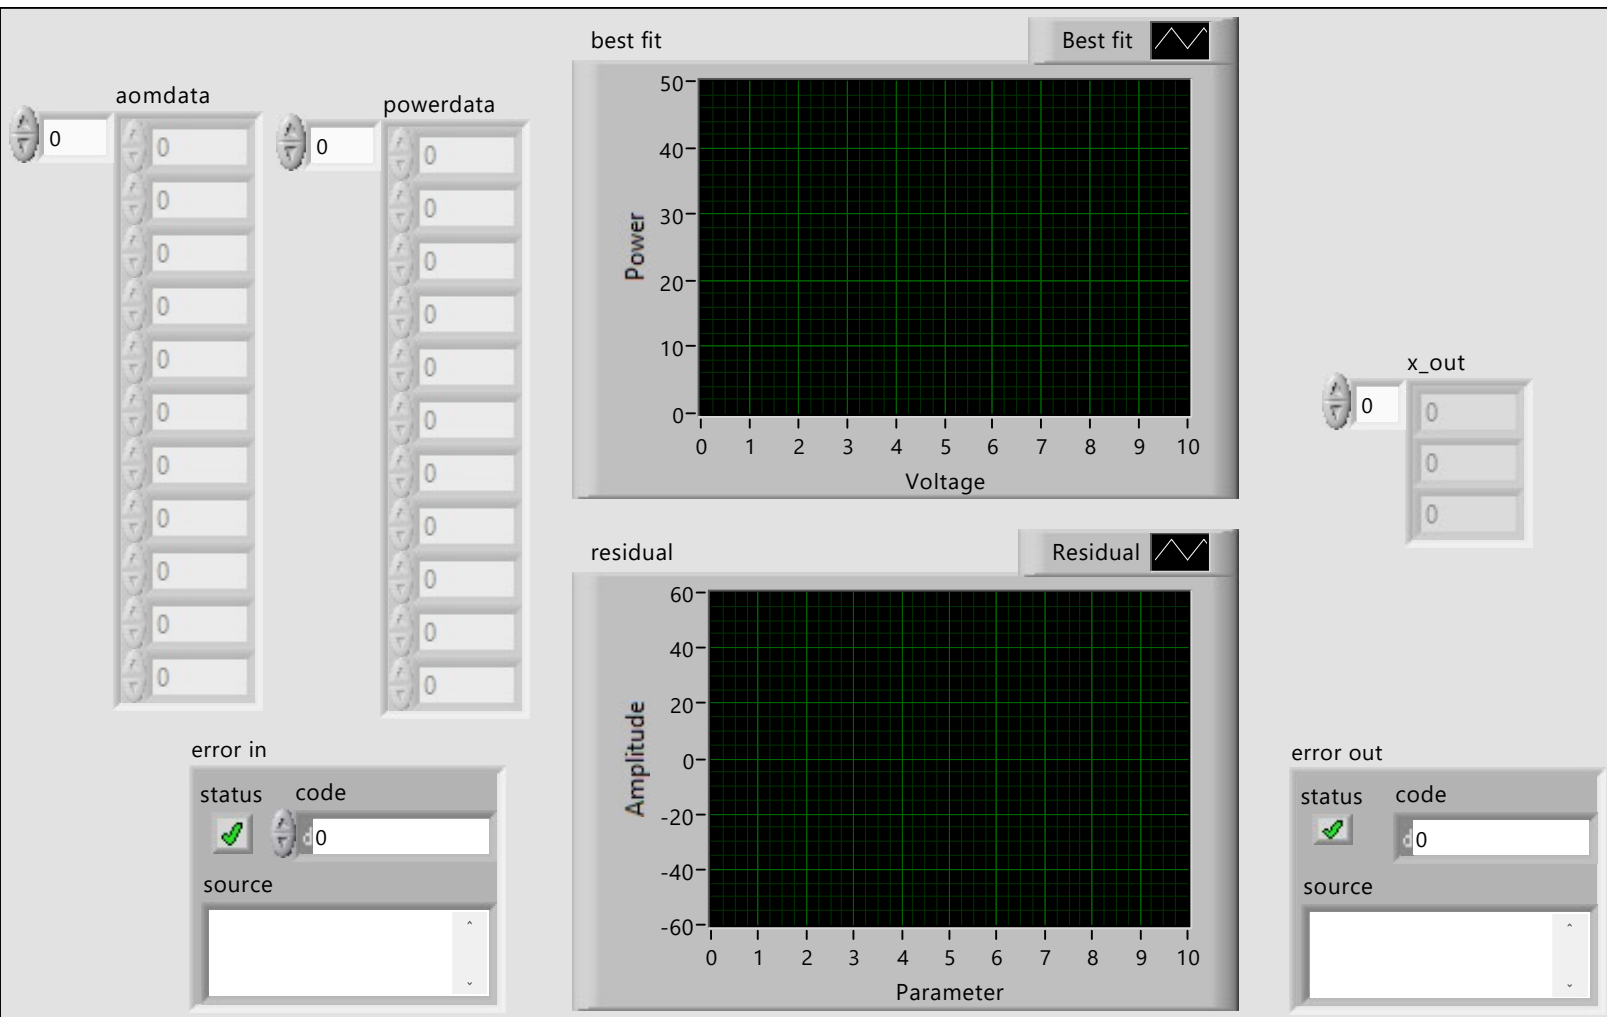 aomdata
0
0
0
0
0
0
0
0
0
0
0
0
powerdata
0
0
0
0
0
0
0
0
0
0
0
0
error in
status code
d0
source
best fit
Best fit
Power
50
40
30
20
10
0
0 1 2 3 4 5 6 7 8 9 10
Voltage
residual
Residual
Amplitude
60
40
20
0
-20
-40
-60
0 1 2 3 4 5 6 7 8 9 10
Parameter
x_out
0
0
0
0
error out
status code
d0
source